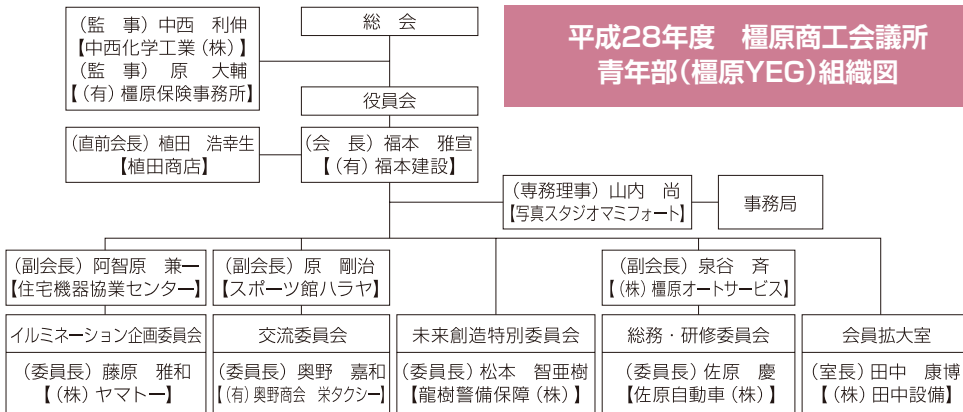 平成28年度 橿原商工会議所
青年部(橿原YEG)組織図
総 会
(監 事)中西 利伸
【中西化学工業(株)】
(監 事) 原 大輔
【(有)橿原保険事務所】
役員会
(直前会長)植田 浩幸生
【植田商店】
(会 長)福本 雅宣
【(有)福本建設】
(専務理事)山内 尚
【写真スタジオマミフォート】
事務局
(副会長)阿智原 兼一
【住宅機器協業センター】
(副会長)原 剛治
【スポーツ館ハラヤ】
(副会長)泉谷 斉
【(株)橿原オートサービス】
イルミネーション企画委員会
(委員長)藤原 雅和
【(株)ヤマトー】
交流委員会
(委員長)奥野 嘉和
【(有)奥野商会 栄タクシー】
未来創造特別委員会
(委員長)松本 智亜樹
【龍樹警備保障(株)】
総務・研修委員会
(委員長)佐原 慶
【佐原自動車(株)】
会員拡大室
(室長)田中 康博
【(株)田中設備】